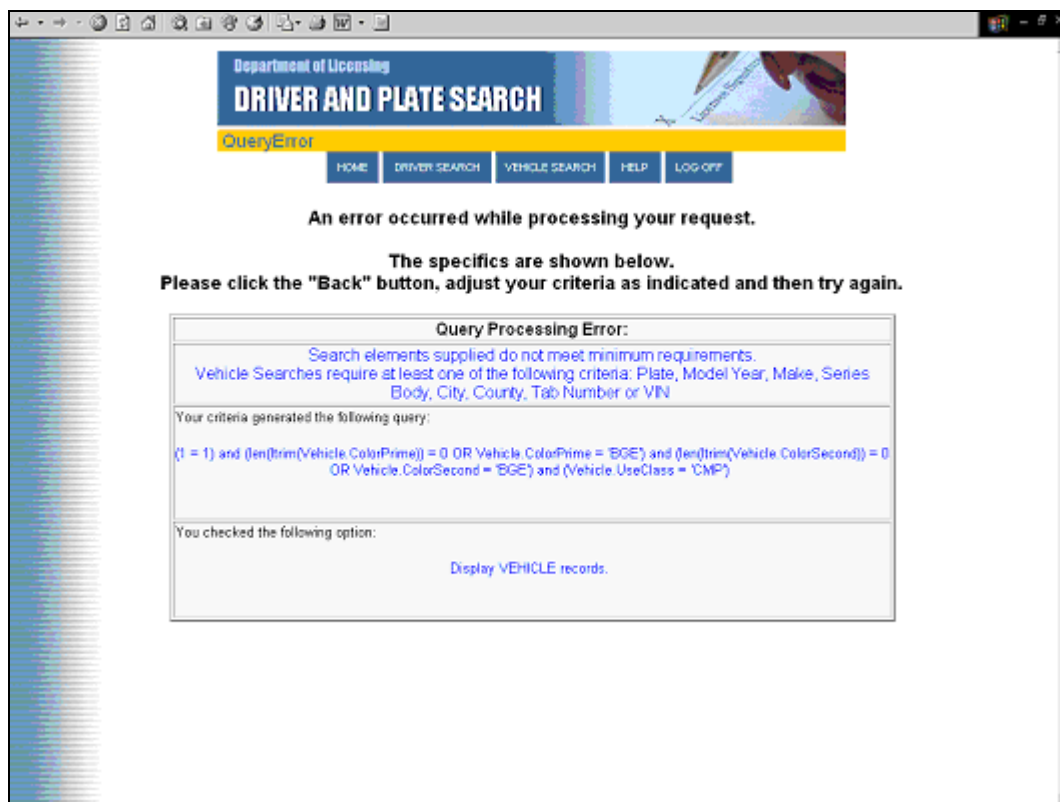 Department of Licensing
DRIVER AND PLATE SEARCH
X
QueryError
HOME
DRIVER SEARCH
VEHICLE SEARCH
HELP
LOG OFF
An error occurred while processing your request.
The specifics are shown below.
Please click the "Back" button, adjust your criteria as indicated and then try again.
Query Processing Error:
Search elements supplied do not meet minimum requirements.
Vehicle Searches require at least one of the following criteria: Plate, Model Year, Make, Series
Body, City, County, Tab Number or VIN
Your criteria generated the following query:
(1 = 1) and (len(ltrim(Vehicle.ColorPrime)) = 0 OR Vehicle.ColorPrime = 'BGE') and (len(ltrim(Vehicle.ColorSecond)) = 0
OR Vehicle.ColorSecond = 'BGE') and (Vehicle.UseClass = 'CMP')
You checked the following option:
Display VEHICLE records.